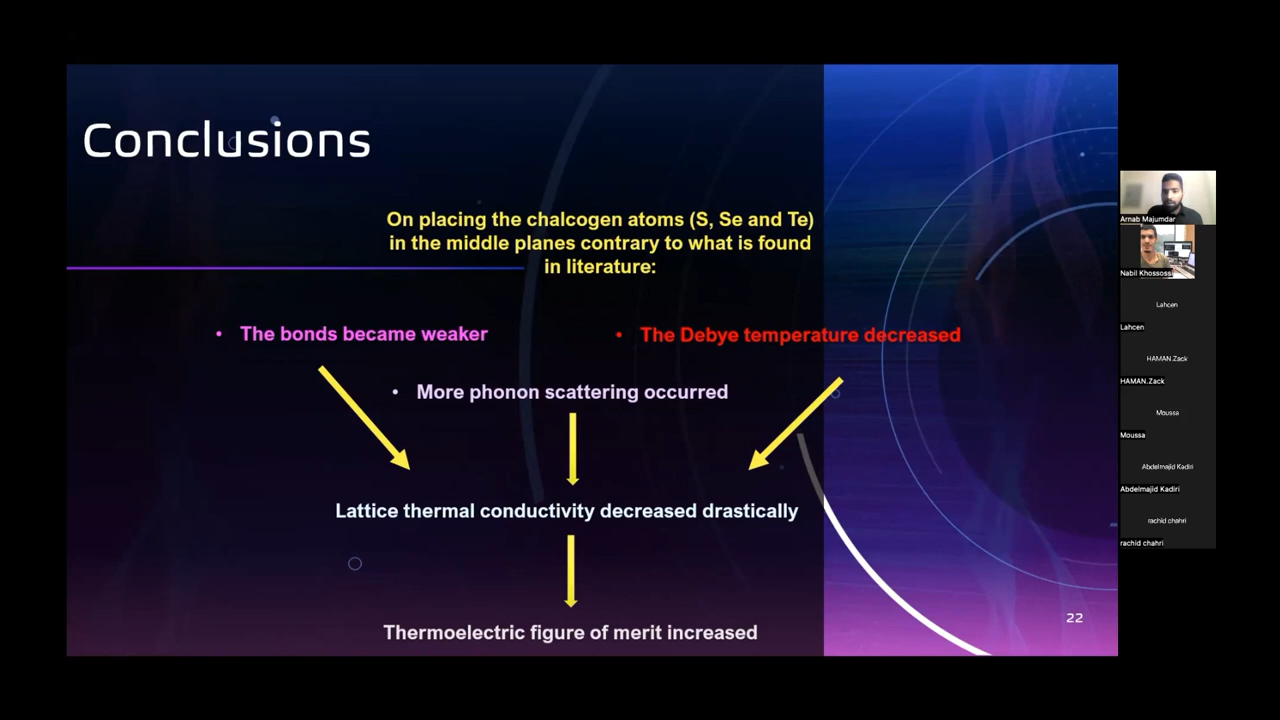 Conclusions
On placing the chalcogen atoms (S, Se and Te)
in the middle planes contrary to what is found
in literature:
• The bonds became weaker
• The Debye temperature decreased
• More phonon scattering occurred
Lattice thermal conductivity decreased drastically
Thermoelectric figure of merit increased
22
Arnab Majumdar
Nabil Khossossi
Lahcen
Lahcen
HAMAN.Zack
HAMAN.Zack
Moussa
Moussa
Abdelmajid Kadiri
Abdelmajid Kadiri
rachid chahri
rachid chahri